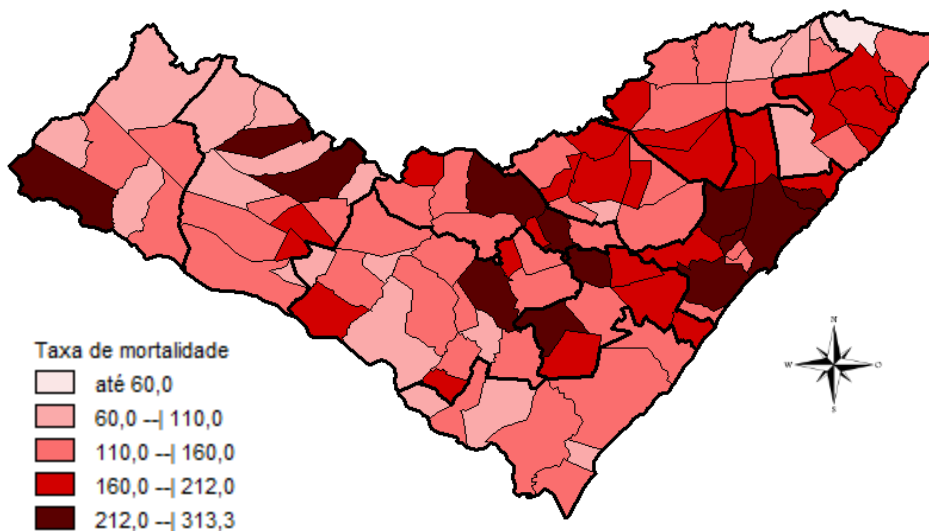 N
W
O
S
Taxa de mortalidade
até 60,0
60,0 --| 110,0
110,0 --| 160,0
160,0 --| 212,0
212,0 --| 313,3